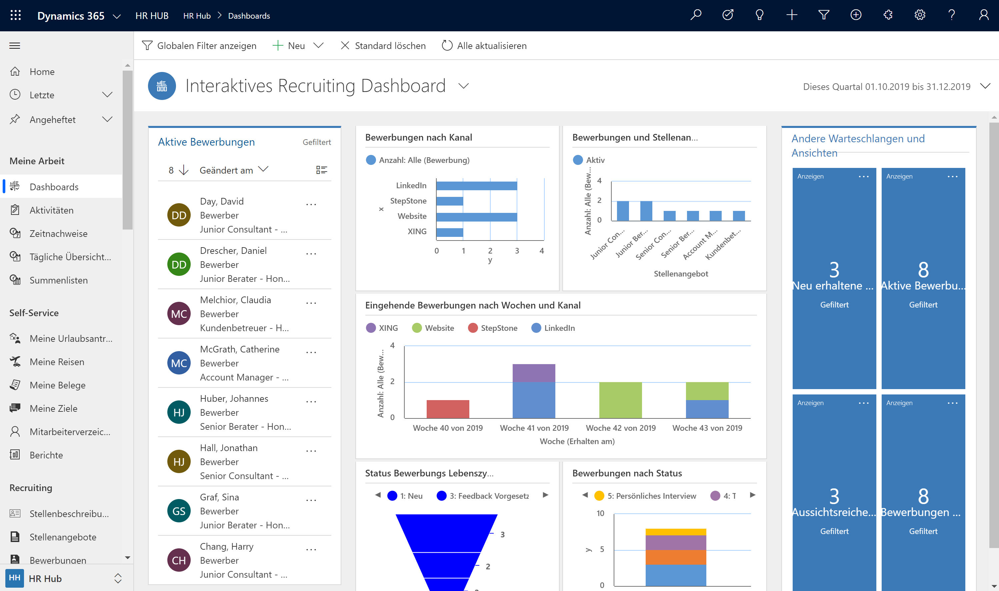 Dynamics 365
HR HUB
HR Hub
Dashboards
Globalen Filter anzeigen
Neu
Standard löschen
Alle aktualisieren
Home
Letzte
Angeheftet
Meine Arbeit
Dashboards
Aktivitäten
Zeitnachweise
Tägliche Übersicht...
Summenlisten
Self-Service
Meine Urlaubsantr...
Meine Reisen
Meine Belege
Meine Ziele
Mitarbeiterverzeic...
Berichte
Recruiting
Stellenbeschreibu...
Stellenangebote
Bewerbungen
HH HR Hub
Interaktives Recruiting Dashboard
Dieses Quartal 01.10.2019 bis 31.12.2019
Aktive Bewerbungen
Gefiltert
8
Geändert am
DD
Day, David
Bewerber
Junior Consultant - ...
DD
Drescher, Daniel
Bewerber
Junior Berater - Hon...
MC
Melchior, Claudia
Bewerber
Kundenbetreuer - H...
MC
McGrath, Catherine
Bewerber
Account Manager - ...
HJ
Huber, Johannes
Bewerber
Senior Berater - Hon...
HJ
Hall, Jonathan
Bewerber
Senior Consultant - ...
GS
Graf, Sina
Bewerber
Junior Berater - Hon...
CH
Chang, Harry
Bewerber
Junior Consultant - ...
Bewerbungen nach Kanal
Anzahl: Alle (Bewerbung)
x
LinkedIn
StepStone
Website
XING
0 1 2 3 4
y
Bewerbungen und Stellenan...
Aktiv
Anzahl: Alle (Bew...
4
2
0
Junior Con...
Junior Ber...
Senior Con...
Senior Ber...
Account M...
Kundenbet...
Stellenangebot
Eingehende Bewerbungen nach Wochen und Kanal
XING Website StepStone LinkedIn
Anzahl: Alle (Bew...
4
2
0
Woche 40 von 2019 Woche 41 von 2019 Woche 42 von 2019 Woche 43 von 2019
Woche (Erhalten am)
Status Bewerbungs Lebenszy...
1: Neu 3: Feedback Vorgesetz
3
2
Bewerbungen nach Status
5: Persönliches Interview 4: T
y
10
5
0
Andere Warteschlangen und
Ansichten
Anzeigen ...
3
Neu erhaltene ...
Gefiltert
Anzeigen ...
8
Aktive Bewerbu...
Gefiltert
Anzeigen ...
3
Aussichtsreiche...
Gefiltert
Anzeigen ...
8
Bewerbungen ...
Gefiltert